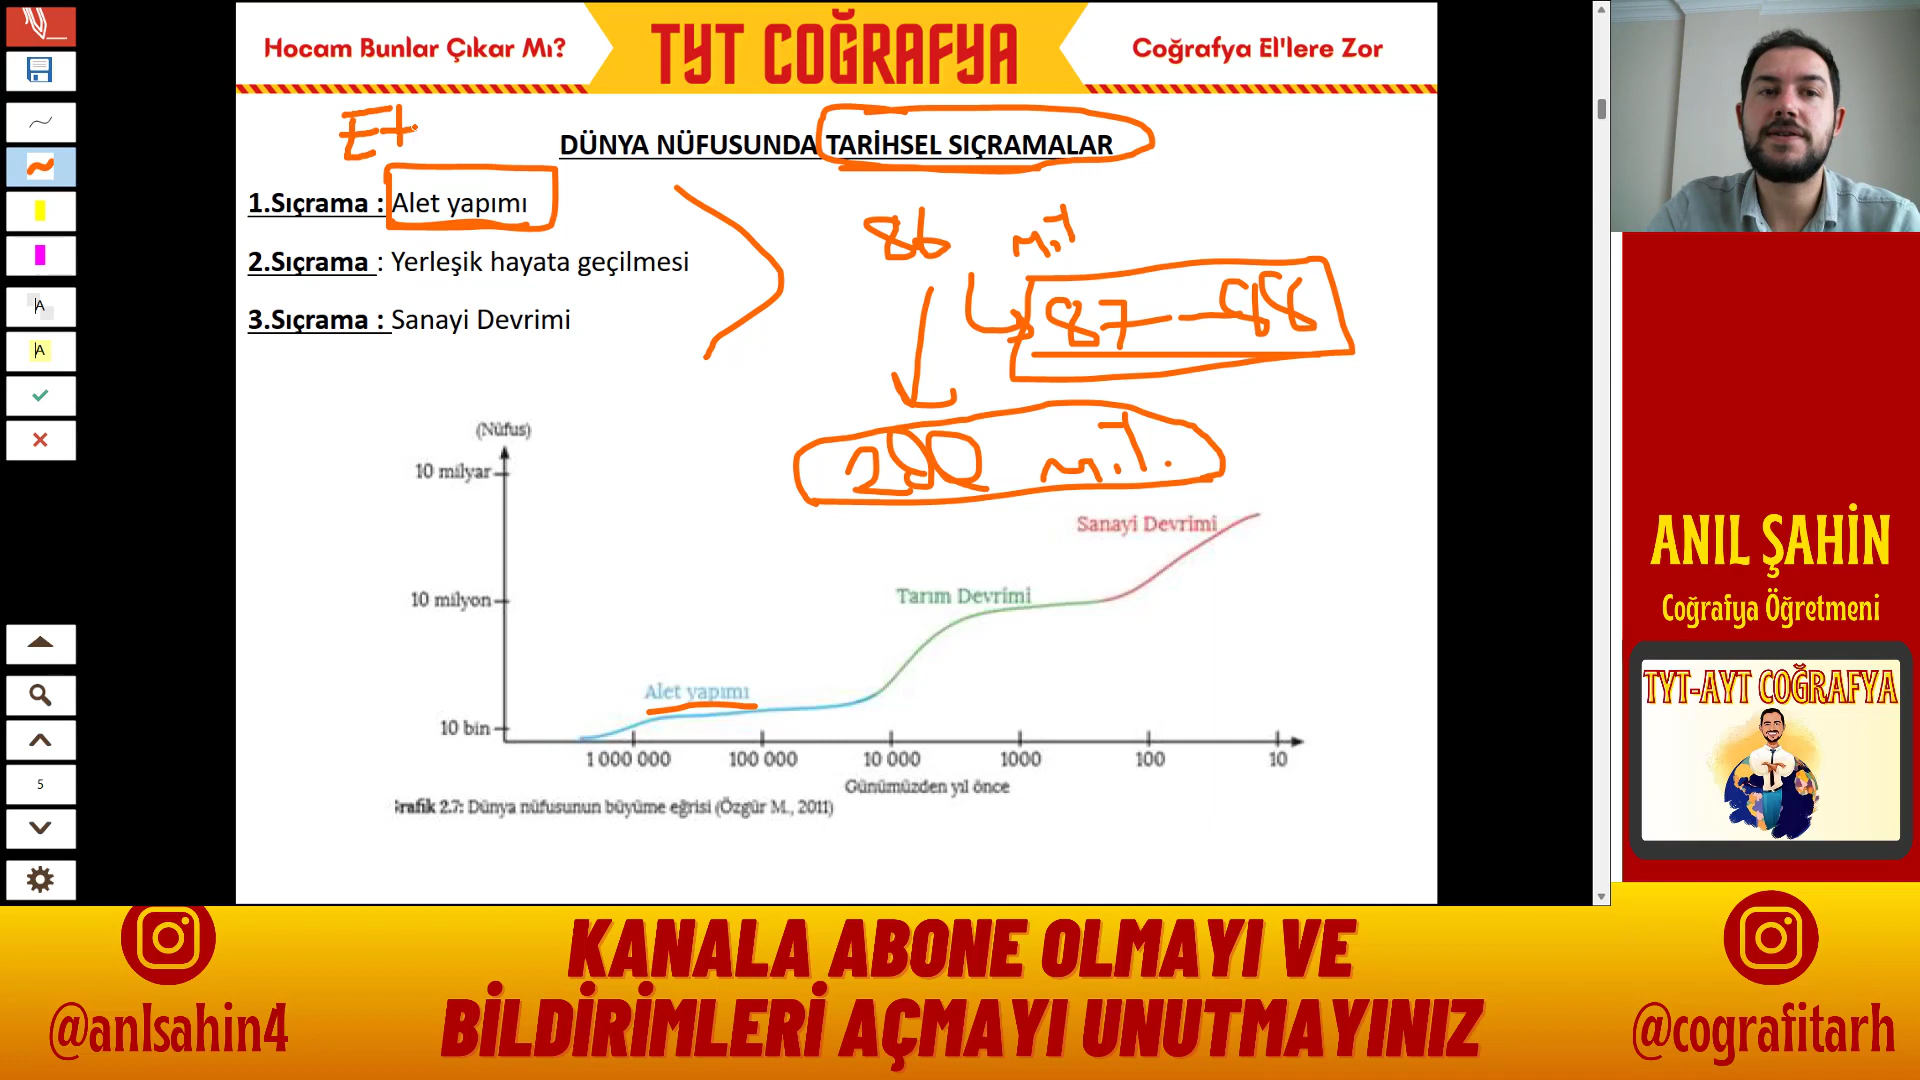 Hocam Bunlar Çıkar Mı?
TYT COĞRAFYA
Coğrafya El'lere Zor
Et
DÜNYA NÜFUSUNDA TARİHSEL SIÇRAMALAR
1.Sıçrama : Alet yapımı
2.Sıçrama : Yerleşik hayata geçilmesi
3.Sıçrama : Sanayi Devrimi
86 mil
87 - 88
200 mil.
(Nüfus)
10 milyar
10 milyon
10 bin
Alet yapımı
Tarım Devrimi
Sanayi Devrimi
1 000 000
100 000
10 000
1000
100
10
Günümüzden yıl önce
Grafik 2.7: Dünya nüfusunun büyüme eğrisi (Özgür M., 2011)
A
A
5
ANIL ŞAHİN
Coğrafya Öğretmeni
TYT-AYT COĞRAFYA
KANALA ABONE OLMAYI VE
BİLDİRİMLERİ AÇMAYI UNUTMAYINIZ
@anlsahin4
@cografitarh